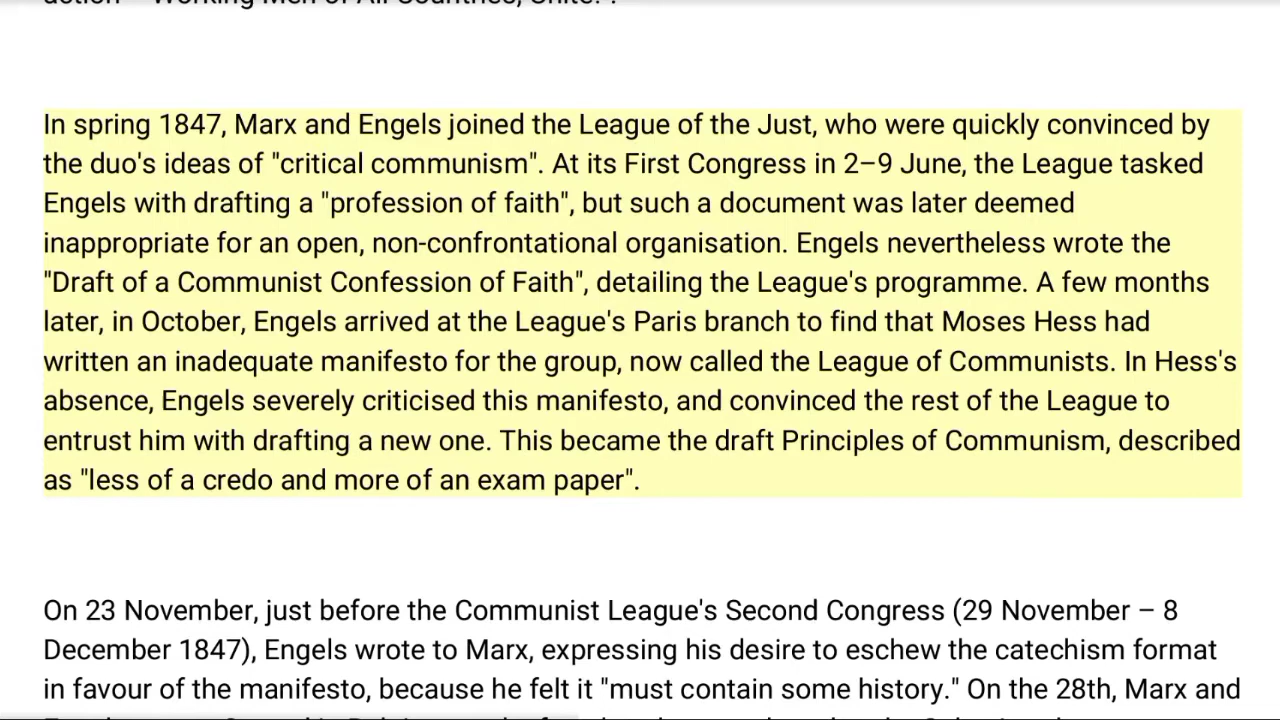 In spring 1847, Marx and Engels joined the League of the Just, who were quickly convinced by
the duo's ideas of "critical communism". At its First Congress in 2–9 June, the League tasked
Engels with drafting a "profession of faith", but such a document was later deemed
inappropriate for an open, non-confrontational organisation. Engels nevertheless wrote the
"Draft of a Communist Confession of Faith", detailing the League's programme. A few months
later, in October, Engels arrived at the League's Paris branch to find that Moses Hess had
written an inadequate manifesto for the group, now called the League of Communists. In Hess's
absence, Engels severely criticised this manifesto, and convinced the rest of the League to
entrust him with drafting a new one. This became the draft Principles of Communism, described
as "less of a credo and more of an exam paper".
On 23 November, just before the Communist League's Second Congress (29 November – 8
December 1847), Engels wrote to Marx, expressing his desire to eschew the catechism format
in favour of the manifesto, because he felt it "must contain some history." On the 28th, Marx and